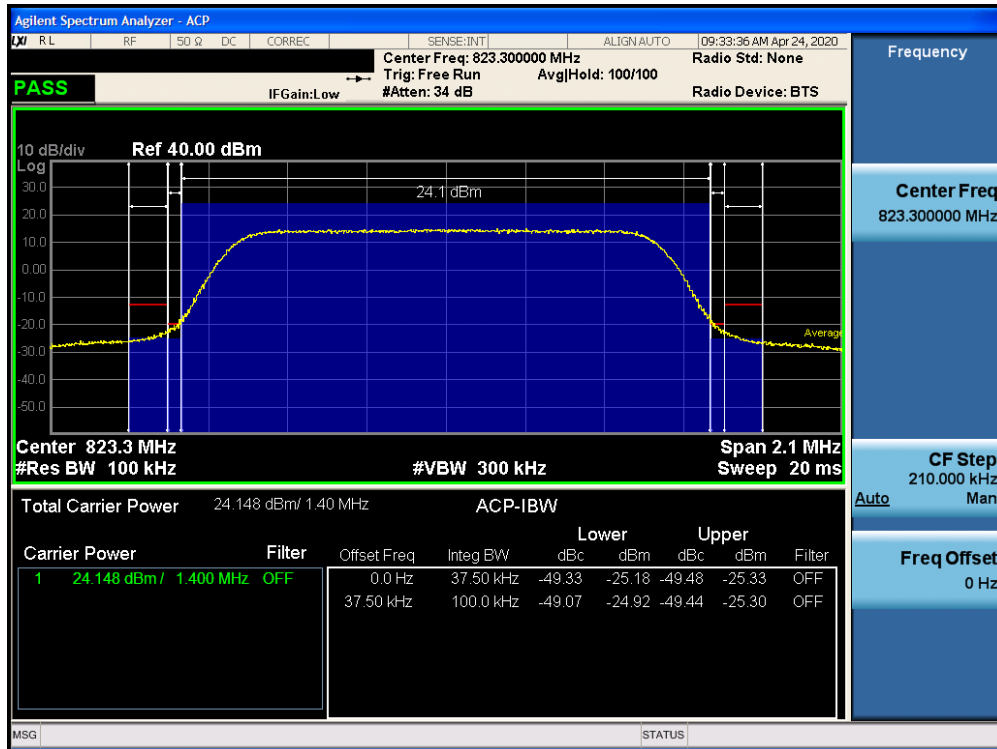 Agilent Spectrum Analyzer - ACP
LXI RL RF 50 Ω DC CORREC SENSE:INT ALIGN AUTO 09:33:36 AM Apr 24, 2020
Center Freq: 823.300000 MHz Radio Std: None
Trig: Free Run Avg|Hold: 100/100
PASS IFGain:Low #Atten: 34 dB Radio Device: BTS
10 dB/div Ref 40.00 dBm
Log
30.0
24.1 dBm
20.0
10.0
0.00
-10.0
-20.0
Average
-30.0
-40.0
-50.0
Center 823.3 MHz Span 2.1 MHz
#Res BW 100 kHz #VBW 300 kHz Sweep 20 ms
Total Carrier Power 24.148 dBm/ 1.40 MHz ACP-IBW
Lower Upper
Carrier Power Filter Offset Freq Integ BW dBc dBm dBc dBm Filter
1 24.148 dBm / 1.400 MHz OFF 0.0 Hz 37.50 kHz -49.33 -25.18 -49.48 -25.33 OFF
37.50 kHz 100.0 kHz -49.07 -24.92 -49.44 -25.30 OFF
MSG STATUS
Frequency
Center Freq
823.300000 MHz
CF Step
210.000 kHz
Auto Man
Freq Offset
0 Hz